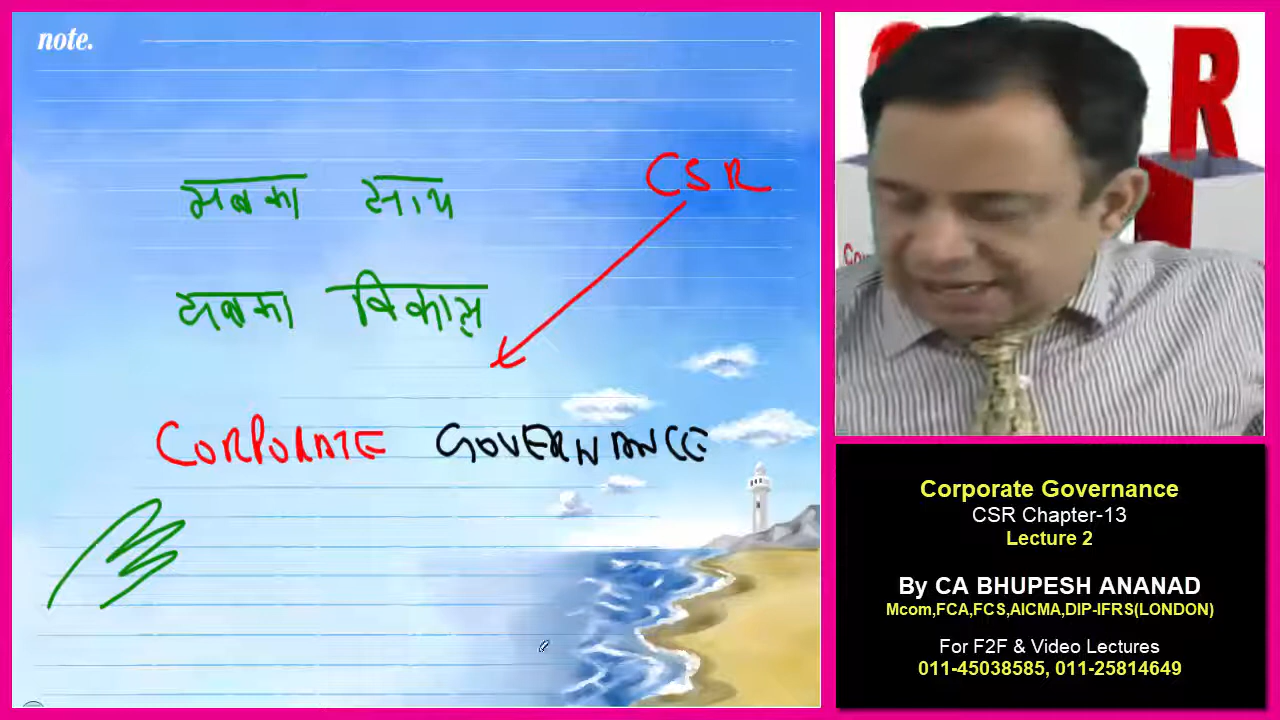 note.
सबका साथ
CSR
सबका विकास
CORPORATE GOVERNANCE
R
Corporate Governance
CSR Chapter-13
Lecture 2
By CA BHUPESH ANANAD
Mcom,FCA,FCS,AICMA,DIP-IFRS(LONDON)
For F2F & Video Lectures
011-45038585, 011-25814649